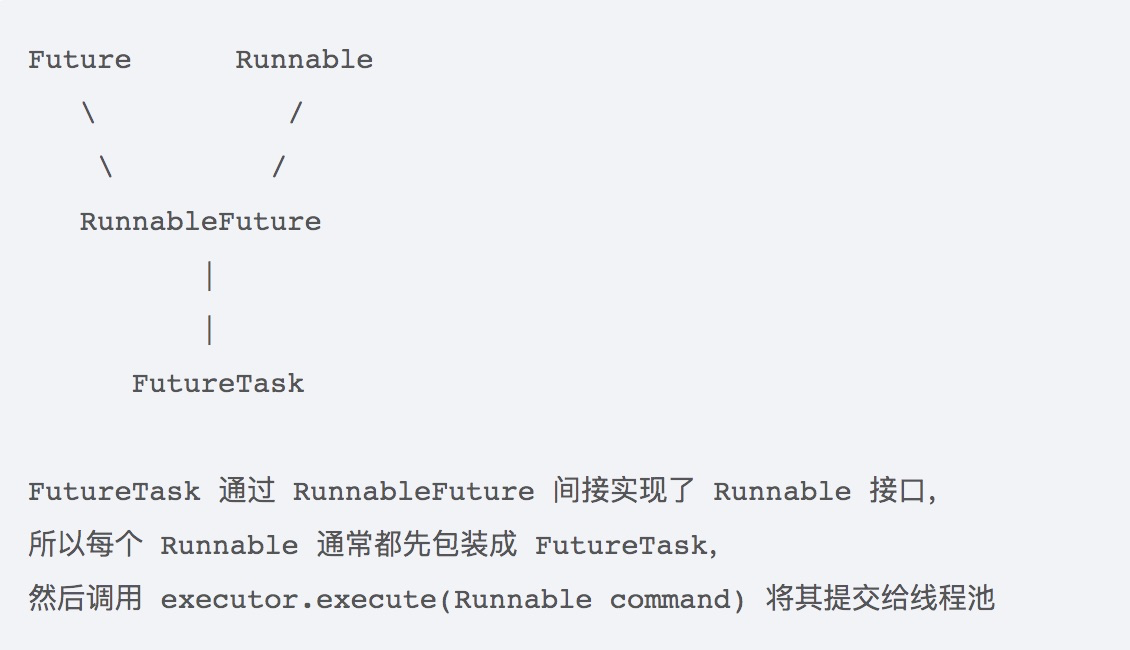 Future      Runnable
   \           /
    \         /
   RunnableFuture
          |
          |
      FutureTask
FutureTask 通过 RunnableFuture 间接实现了 Runnable 接口,
所以每个 Runnable 通常都先包装成 FutureTask,
然后调用 executor.execute(Runnable command) 将其提交给线程池